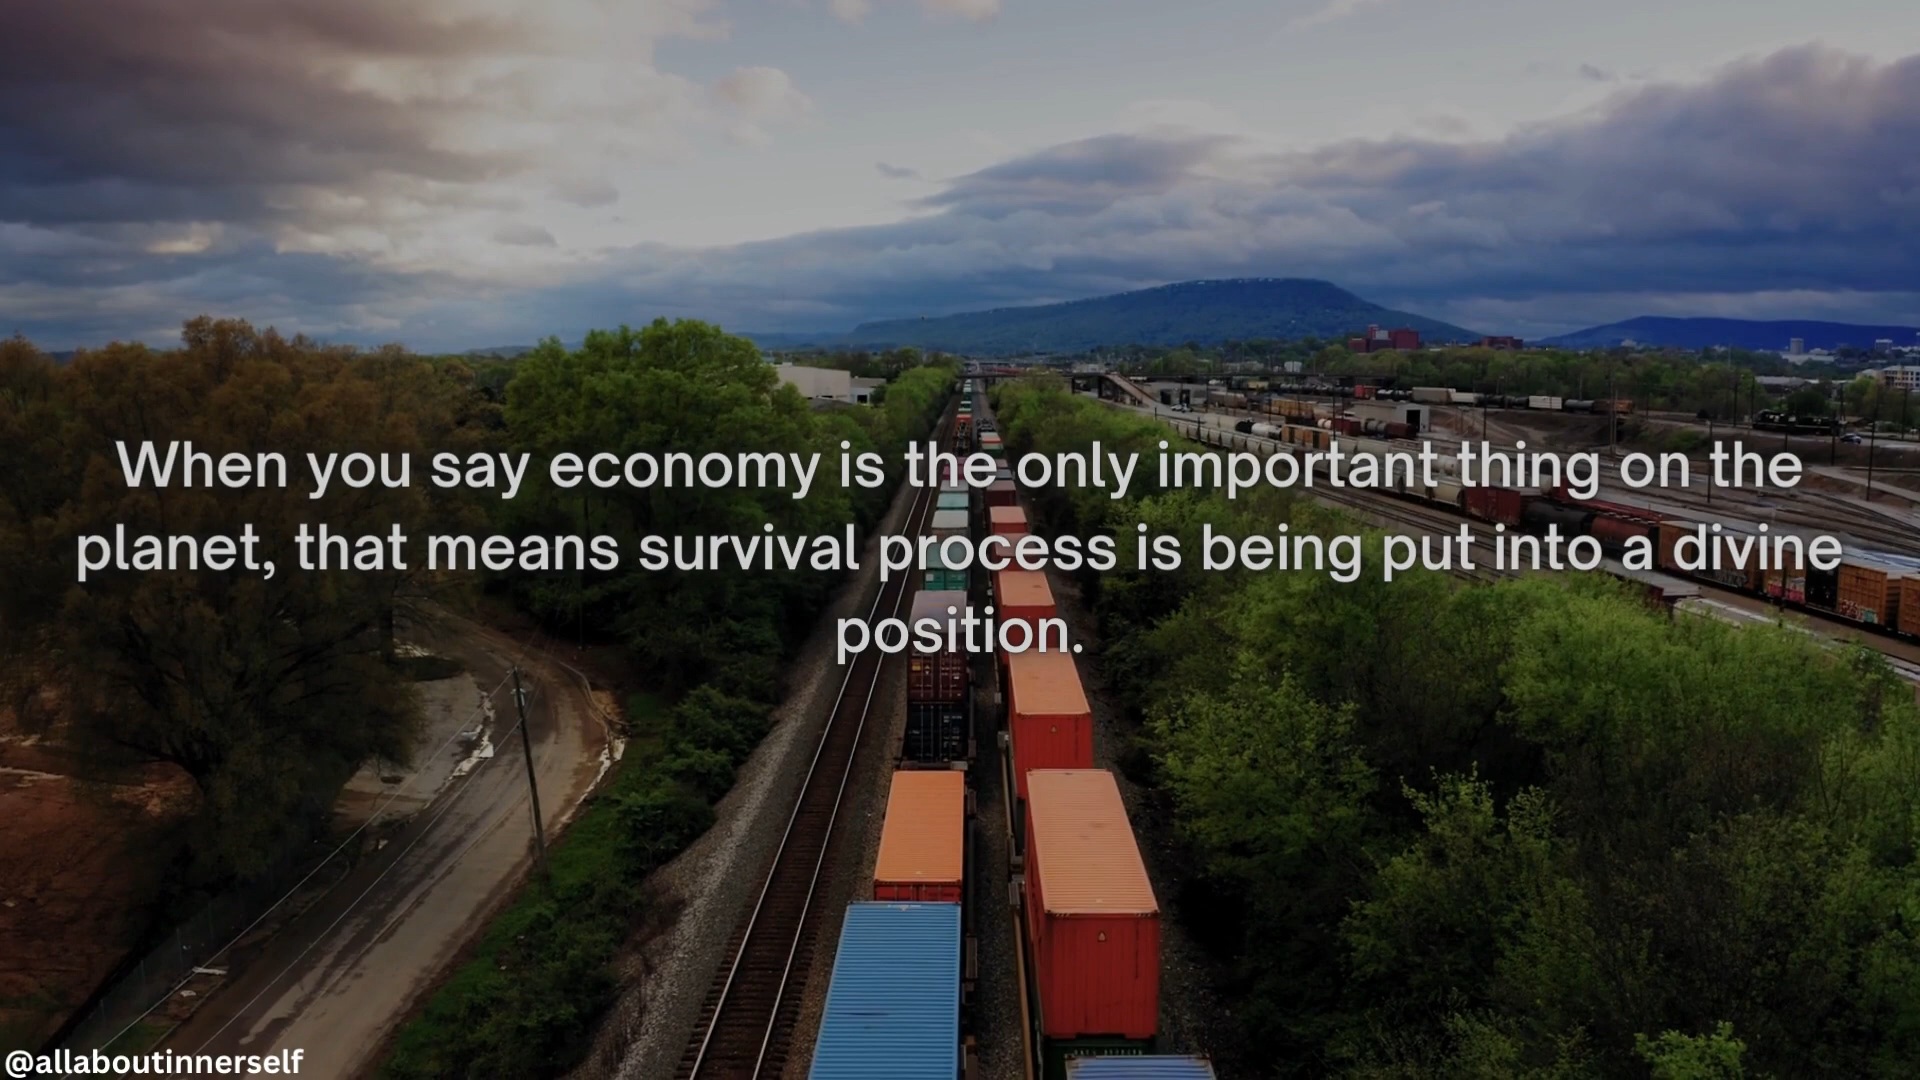 When you say economy is the only important thing on the
planet, that means survival process is being put into a divine
position.
@allaboutinnerself